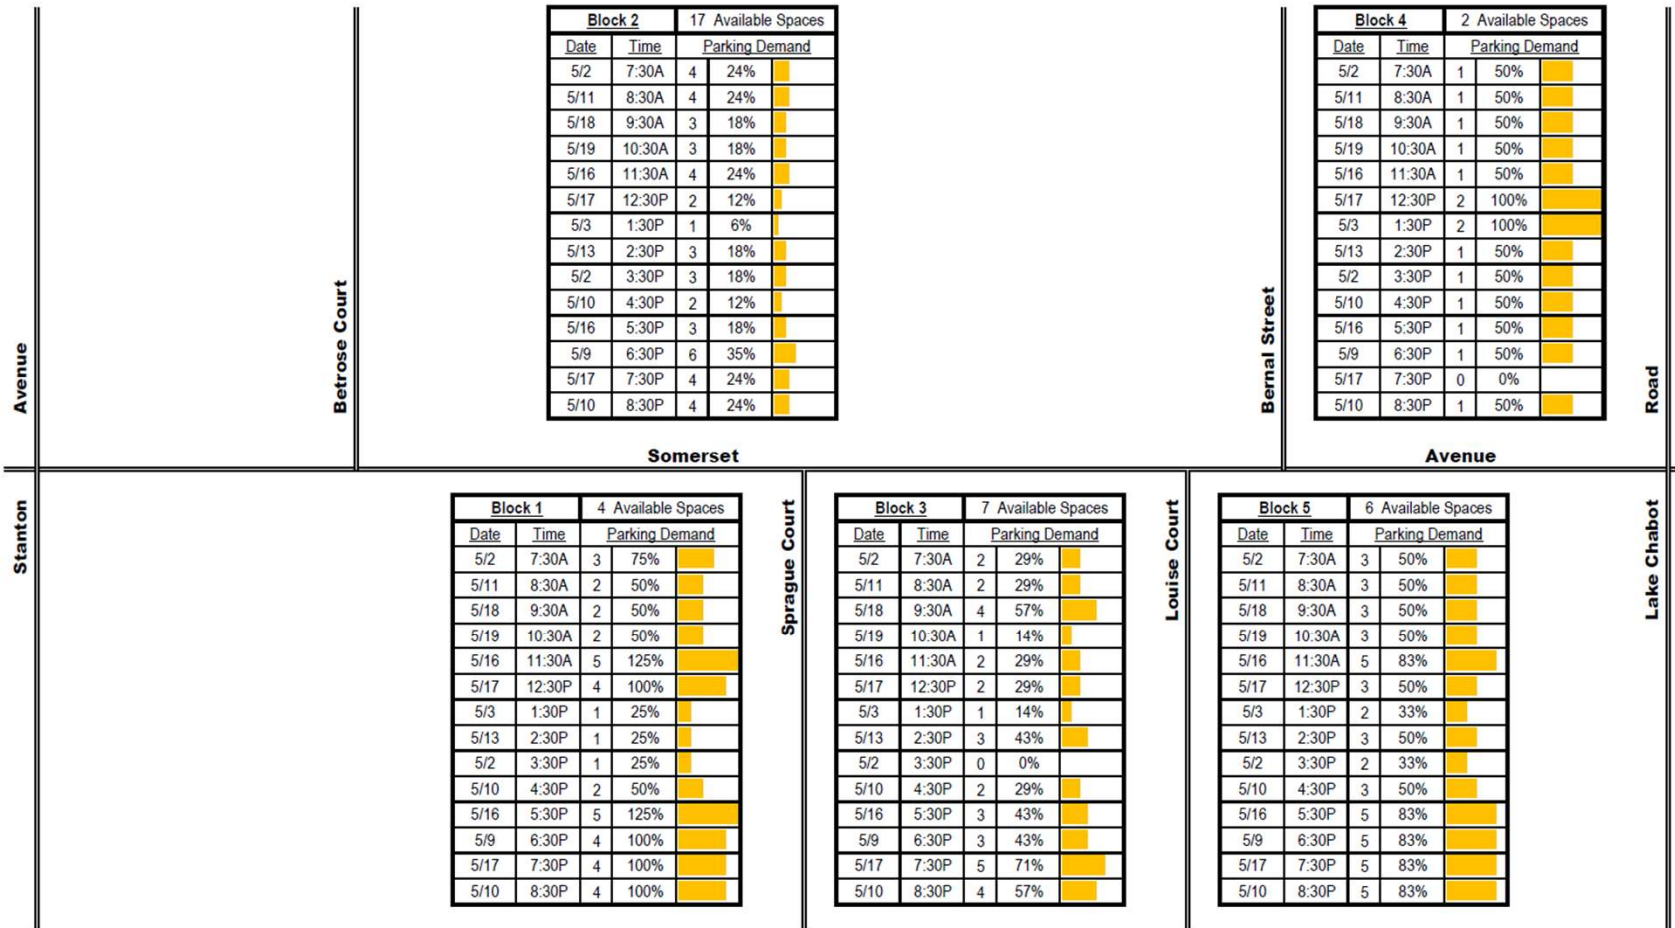 Block 2 17 Available Spaces
Date Time Parking Demand
5/2 7:30A 4 24%
5/11 8:30A 4 24%
5/18 9:30A 3 18%
5/19 10:30A 3 18%
5/16 11:30A 4 24%
5/17 12:30P 2 12%
5/3 1:30P 1 6%
5/13 2:30P 3 18%
5/2 3:30P 3 18%
5/10 4:30P 2 12%
5/16 5:30P 3 18%
5/9 6:30P 6 35%
5/17 7:30P 4 24%
5/10 8:30P 4 24%
Block 4 2 Available Spaces
Date Time Parking Demand
5/2 7:30A 1 50%
5/11 8:30A 1 50%
5/18 9:30A 1 50%
5/19 10:30A 1 50%
5/16 11:30A 1 50%
5/17 12:30P 2 100%
5/3 1:30P 2 100%
5/13 2:30P 1 50%
5/2 3:30P 1 50%
5/10 4:30P 1 50%
5/16 5:30P 1 50%
5/9 6:30P 1 50%
5/17 7:30P 0 0%
5/10 8:30P 1 50%
Avenue
Betrose Court
Bernal Street
Road
Somerset Avenue
Stanton
Block 1 4 Available Spaces
Date Time Parking Demand
5/2 7:30A 3 75%
5/11 8:30A 2 50%
5/18 9:30A 2 50%
5/19 10:30A 2 50%
5/16 11:30A 5 125%
5/17 12:30P 4 100%
5/3 1:30P 1 25%
5/13 2:30P 1 25%
5/2 3:30P 1 25%
5/10 4:30P 2 50%
5/16 5:30P 5 125%
5/9 6:30P 4 100%
5/17 7:30P 4 100%
5/10 8:30P 4 100%
Sprague Court
Block 3 7 Available Spaces
Date Time Parking Demand
5/2 7:30A 2 29%
5/11 8:30A 2 29%
5/18 9:30A 4 57%
5/19 10:30A 1 14%
5/16 11:30A 2 29%
5/17 12:30P 2 29%
5/3 1:30P 1 14%
5/13 2:30P 3 43%
5/2 3:30P 0 0%
5/10 4:30P 2 29%
5/16 5:30P 3 43%
5/9 6:30P 3 43%
5/17 7:30P 5 71%
5/10 8:30P 4 57%
Louise Court
Block 5 6 Available Spaces
Date Time Parking Demand
5/2 7:30A 3 50%
5/11 8:30A 3 50%
5/18 9:30A 3 50%
5/19 10:30A 3 50%
5/16 11:30A 5 83%
5/17 12:30P 3 50%
5/3 1:30P 2 33%
5/13 2:30P 3 50%
5/2 3:30P 2 33%
5/10 4:30P 3 50%
5/16 5:30P 5 83%
5/9 6:30P 5 83%
5/17 7:30P 5 83%
5/10 8:30P 5 83%
Lake Chabot